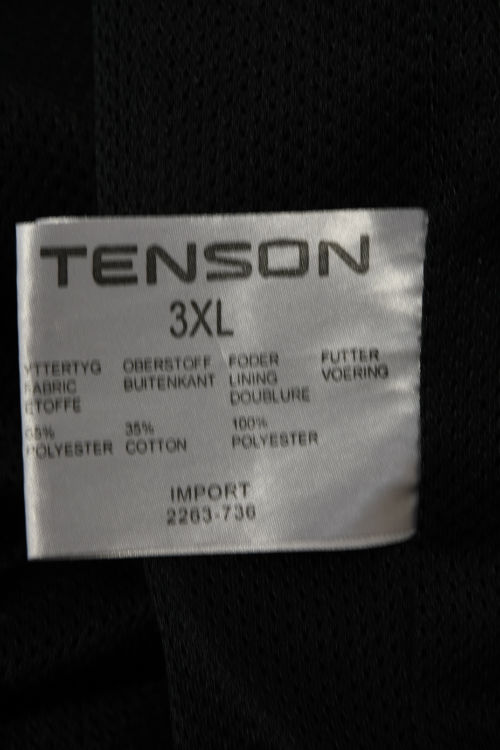 TENSON
3XL
YTTERTYG OBERSTOFF FODER FUTTER
FABRIC BUITENKANT LINING VOERING
ETOFFE DOUBLURE
65% 35% 100%
POLYESTER COTTON POLYESTER
IMPORT
2263-736